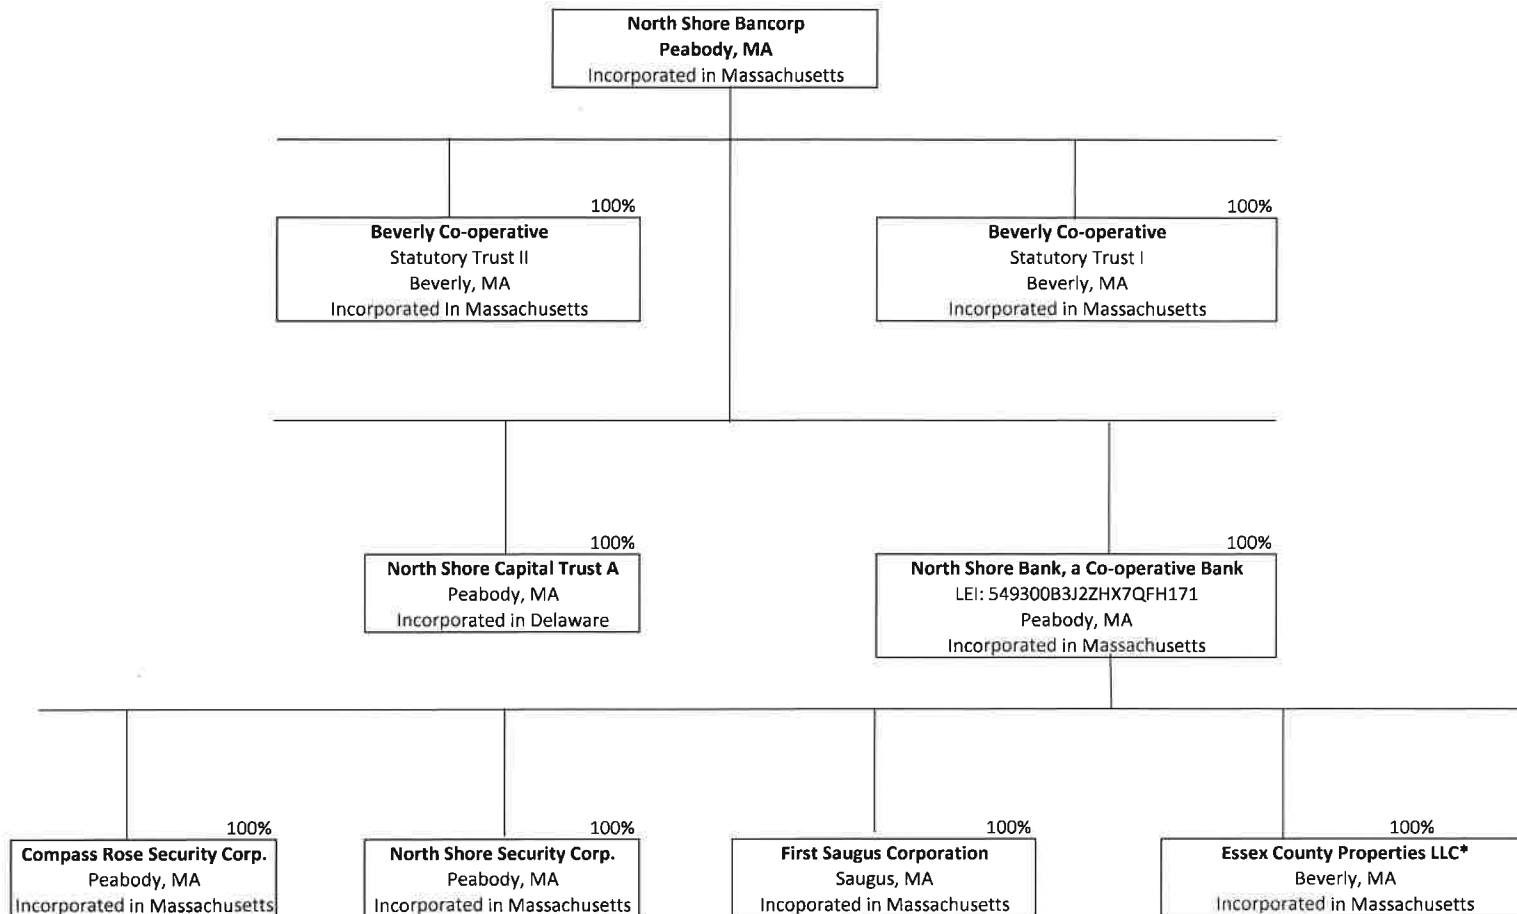 North Shore Bancorp
Peabody, MA
Incorporated in Massachusetts
100%
Beverly Co-operative
Statutory Trust II
Beverly, MA
Incorporated In Massachusetts
100%
Beverly Co-operative
Statutory Trust I
Beverly, MA
Incorporated in Massachusetts
100%
North Shore Capital Trust A
Peabody, MA
Incorporated in Delaware
100%
North Shore Bank, a Co-operative Bank
LEI: 549300B3J2ZHX7QFH171
Peabody, MA
Incorporated in Massachusetts
100%
Compass Rose Security Corp.
Peabody, MA
Incorporated in Massachusetts
100%
North Shore Security Corp.
Peabody, MA
Incorporated in Massachusetts
100%
First Saugus Corporation
Saugus, MA
Incoporated in Massachusetts
100%
Essex County Properties LLC*
Beverly, MA
Incorporated in Massachusetts